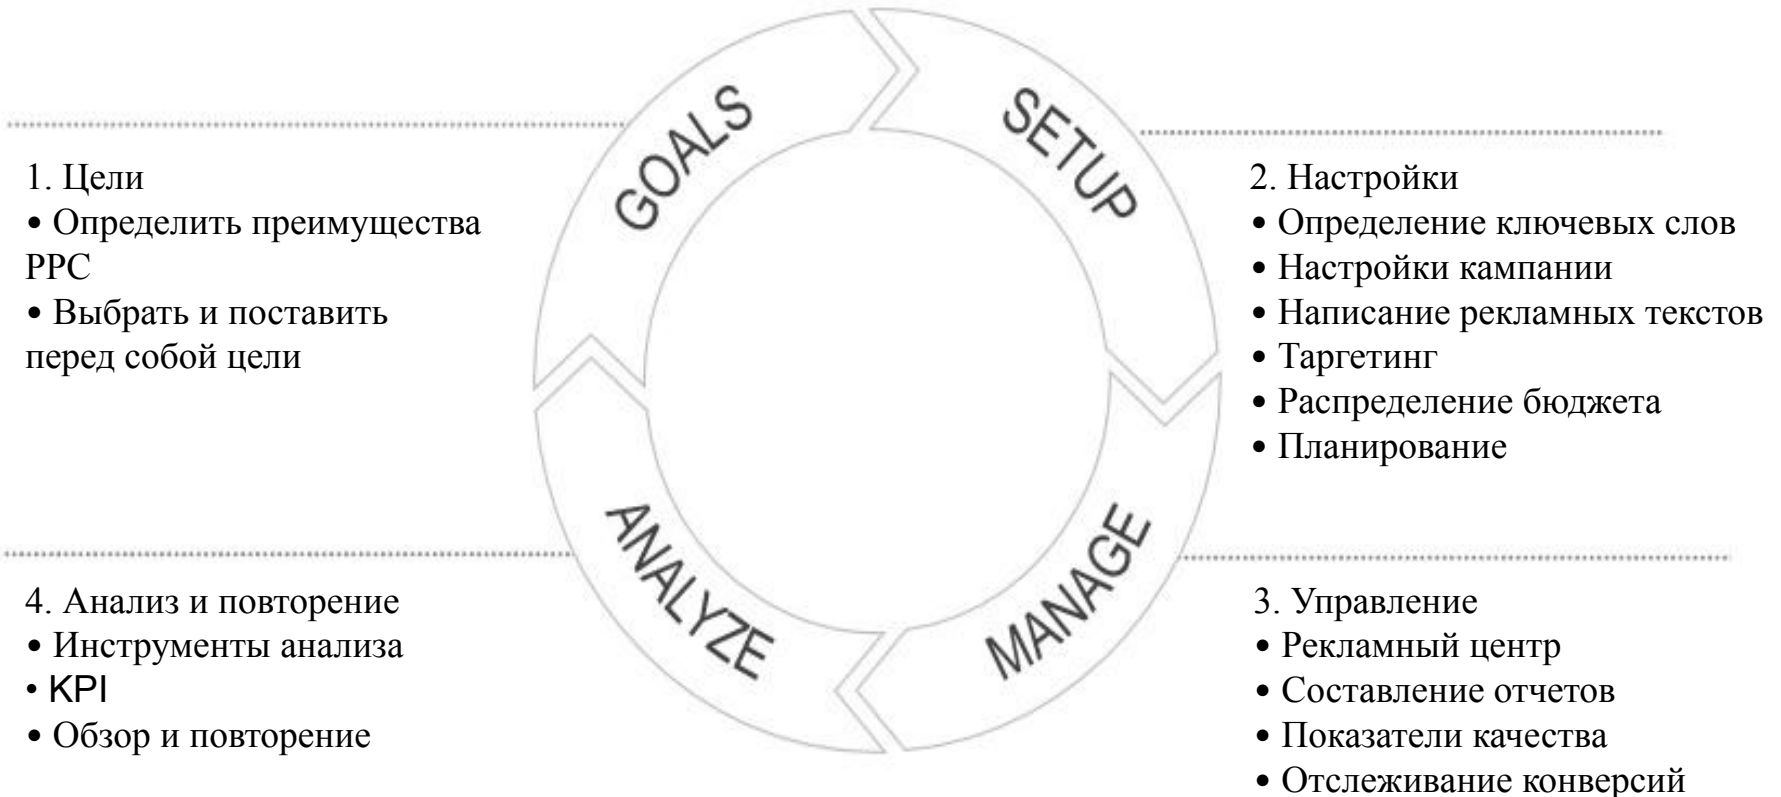 GOALS
SETUP
1. Цели
• Определить преимущества
PPC
• Выбрать и поставить
перед собой цели
2. Настройки
• Определение ключевых слов
• Настройки кампании
• Написание рекламных текстов
• Таргетинг
• Распределение бюджета
• Планирование
MANAGE
3. Управление
• Рекламный центр
• Составление отчетов
• Показатели качества
• Отслеживание конверсий
ANALYZE
4. Анализ и повторение
• Инструменты анализа
• KPI
• Обзор и повторение